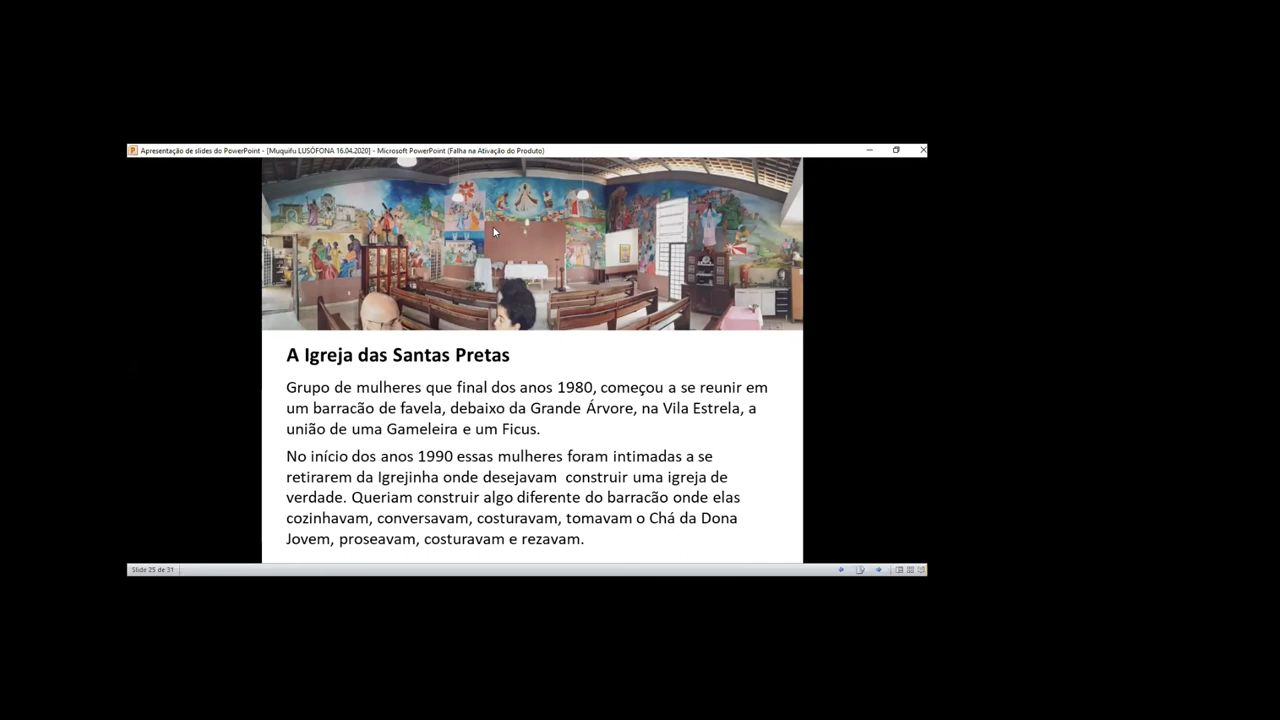 Apresentação de slides do PowerPoint - [Muquifu LUSÓFONA 16.04.2020] - Microsoft PowerPoint (Falha na Ativação do Produto)
A Igreja das Santas Pretas
Grupo de mulheres que final dos anos 1980, começou a se reunir em
um barracão de favela, debaixo da Grande Árvore, na Vila Estrela, a
união de uma Gameleira e um Ficus.
No início dos anos 1990 essas mulheres foram intimadas a se
retirarem da Igrejinha onde desejavam construir uma igreja de
verdade. Queriam construir algo diferente do barracão onde elas
cozinhavam, conversavam, costuravam, tomavam o Chá da Dona
Jovem, proseavam, costuravam e rezavam.
Slide 25 de 31